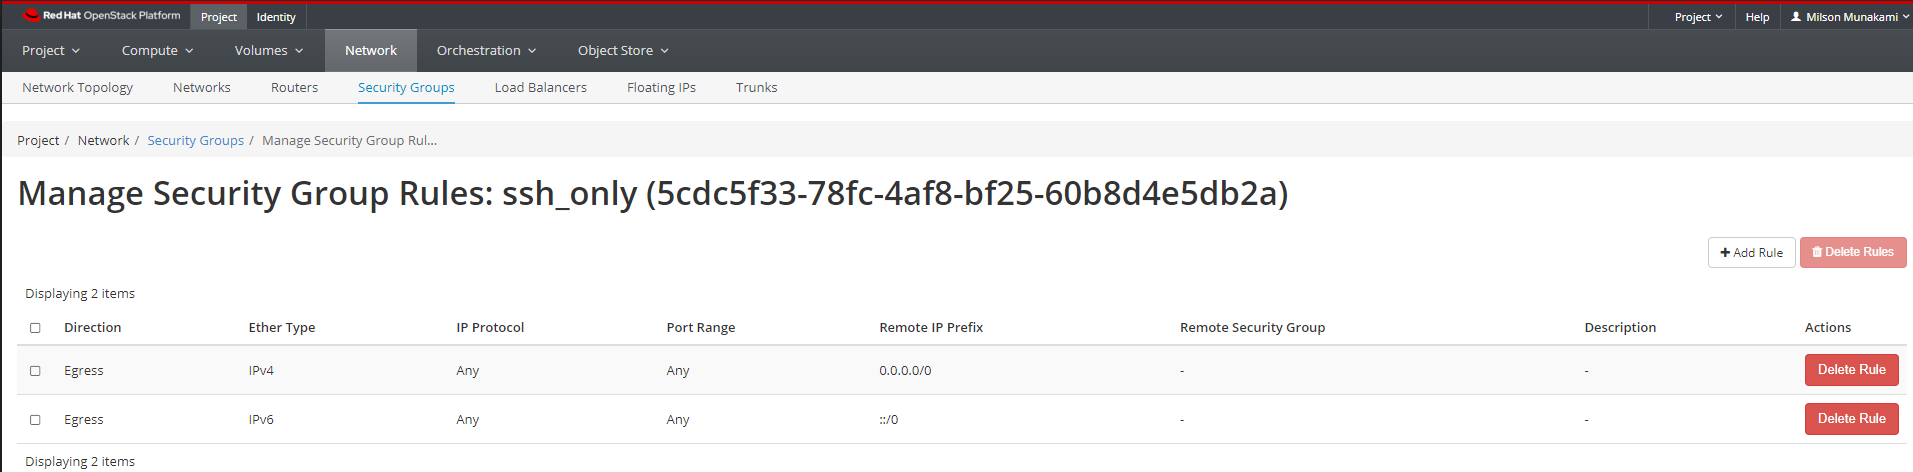 Red Hat OpenStack Platform Project Identity Project Help Milson Munakami
Project Compute Volumes Network Orchestration Object Store
Network Topology Networks Routers Security Groups Load Balancers Floating IPs Trunks
Project / Network / Security Groups / Manage Security Group Rul...
Manage Security Group Rules: ssh_only (5cdc5f33-78fc-4af8-bf25-60b8d4e5db2a)
+ Add Rule Delete Rules
Displaying 2 items
Direction Ether Type IP Protocol Port Range Remote IP Prefix Remote Security Group Description Actions
Egress IPv4 Any Any 0.0.0.0/0 - - Delete Rule
Egress IPv6 Any Any ::/0 - - Delete Rule
Displaying 2 items